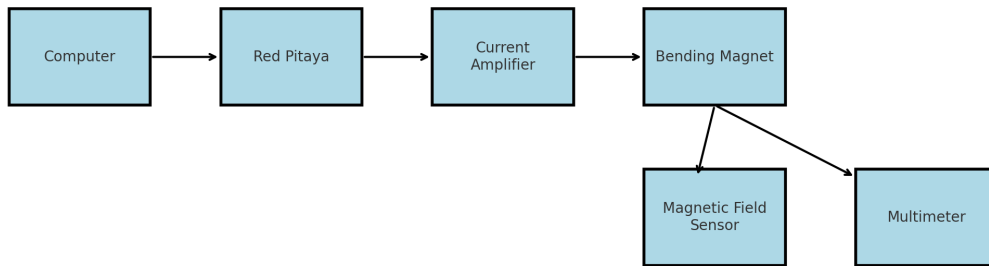 Computer
Red Pitaya
Current
Amplifier
Bending Magnet
Magnetic Field
Sensor
Multimeter